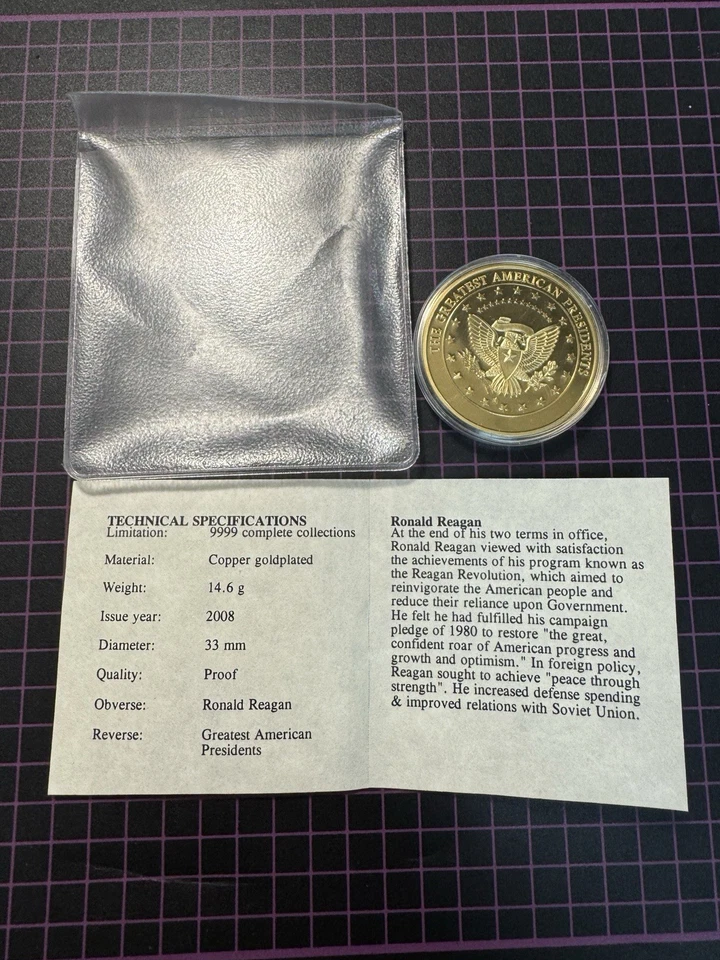 THE GREATEST AMERICAN PRESIDENTS
TECHNICAL SPECIFICATIONS
Limitation: 9999 complete collections
Material: Copper goldplated
Weight: 14.6 g
Issue year: 2008
Diameter: 33 mm
Quality: Proof
Obverse: Ronald Reagan
Reverse: Greatest American
Presidents
Ronald Reagan
At the end of his two terms in office,
Ronald Reagan viewed with satisfaction
the achievements of his program known as
the Reagan Revolution, which aimed to
reinvigorate the American people and
reduce their reliance upon Government.
He felt he had fulfilled his campaign
pledge of 1980 to restore "the great,
confident roar of American progress and
growth and optimism." In foreign policy,
Reagan sought to achieve "peace through
strength". He increased defense spending
& improved relations with Soviet Union.